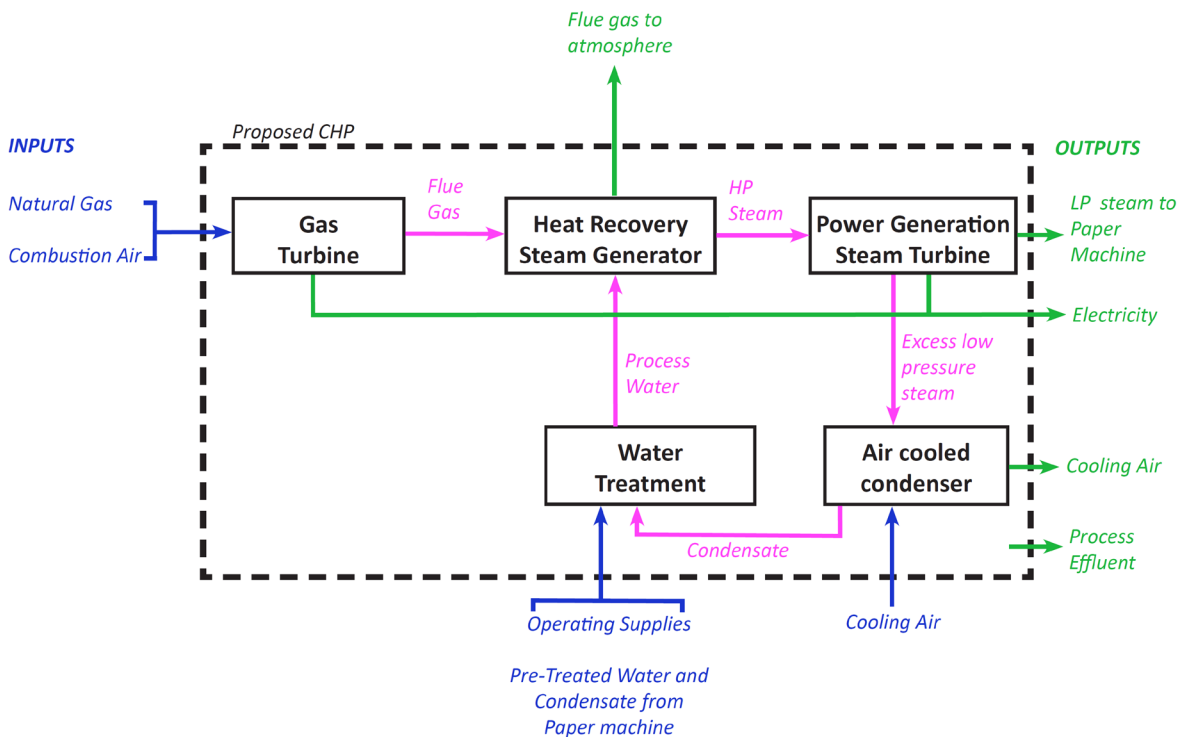 Flue gas to
atmosphere
Proposed CHP
INPUTS
OUTPUTS
Natural Gas
Combustion Air
Gas
Turbine
Flue
Gas
Heat Recovery
Steam Generator
HP
Steam
Power Generation
Steam Turbine
LP steam to
Paper
Machine
Electricity
Process
Water
Excess low
pressure
steam
Water
Treatment
Air cooled
condenser
Cooling Air
Condensate
Process
Effluent
Operating Supplies
Cooling Air
Pre-Treated Water and
Condensate from
Paper machine